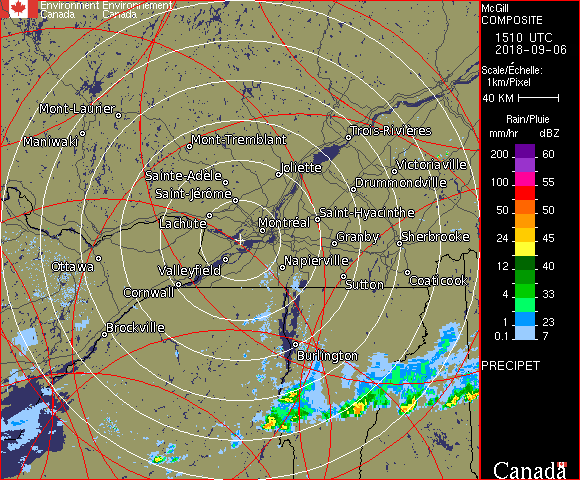 Environment Environnement
Canada Canada
McGill
COMPOSITE
1510 UTC
2018-09-06
Scale/Échelle:
1km/Pixel
40 KM
Rain/Pluie
mm/hr dBZ
200 60
100 55
50 50
24 45
12 40
4 33
1 23
0.1 7
PRECIPET
Canada
Mont-Laurier
Maniwaki
Mont-Tremblant
Trois-Rivières
Joliette
Victoriaville
Sainte-Adèle
Drummondville
Saint-Jérôme
Saint-Hyacinthe
Lachute
Montréal
Granby
Sherbrooke
Ottawa
Valleyfield
Napierville
Sutton
Coaticook
Cornwall
Brockville
Burlington